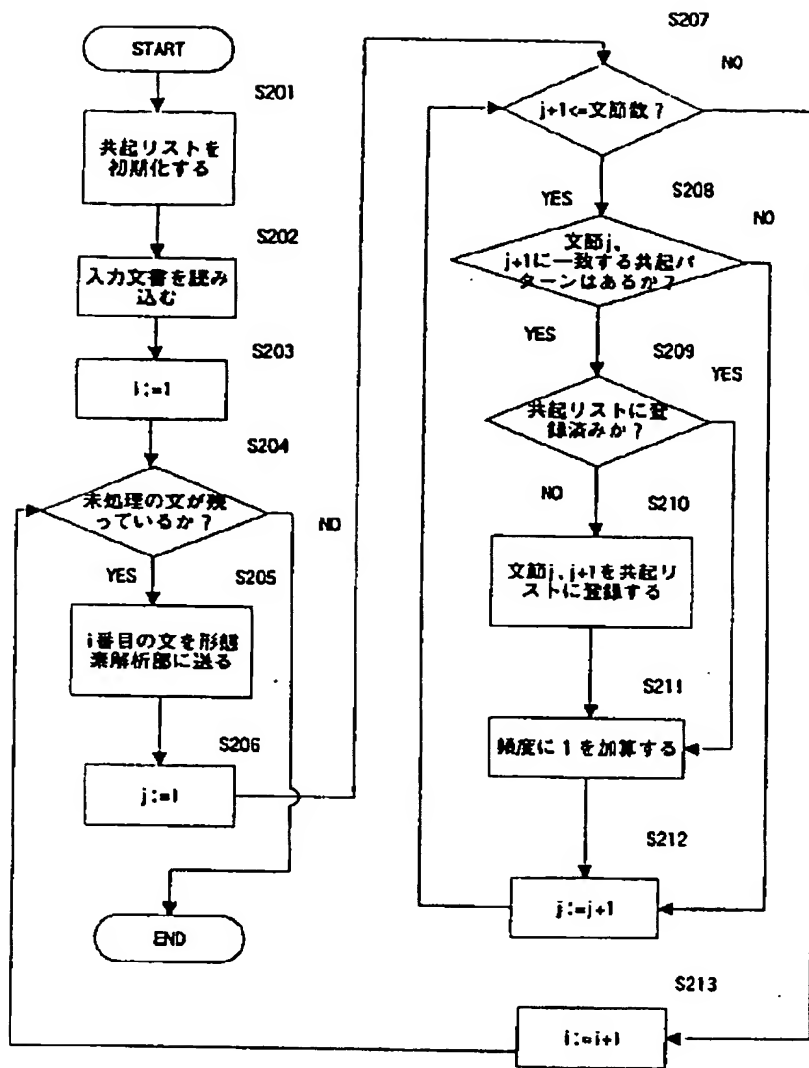 START
S201
共起リストを
初期化する
S202
入力文書を読み
込む
S203
i:=1
S204
未処理の文が残
っているか？
NO
YES
S205
i番目の文を形態
素解析部に送る
S206
j:=1
END
S207
NO
j+1<=文節数？
YES
S208
NO
文節j,
j+1に一致する共起パ
ターンはあるか？
YES
S209
YES
共起リストに登
録済みか？
NO
S210
文節j,j+1を共起リ
ストに登録する
S211
頻度に1を加算する
S212
j:=j+1
S213
i:=i+1